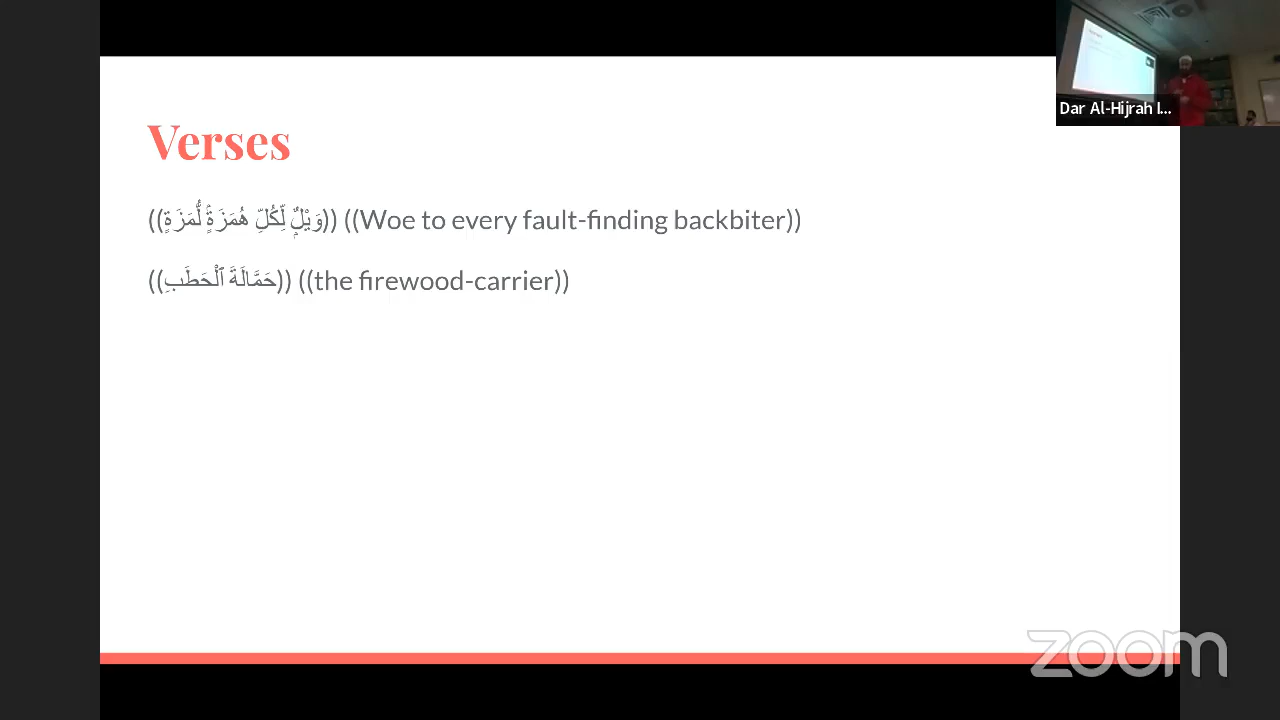 Verses
((وَيْلٌۭ لِّكُلِّ هُمَزَةٍۢ لُّمَزَةٍ)) ((Woe to every fault-finding backbiter))
((حَمَّالَةَ ٱلْحَطَبِ)) ((the firewood-carrier))
Dar Al-Hijrah I...
zoom